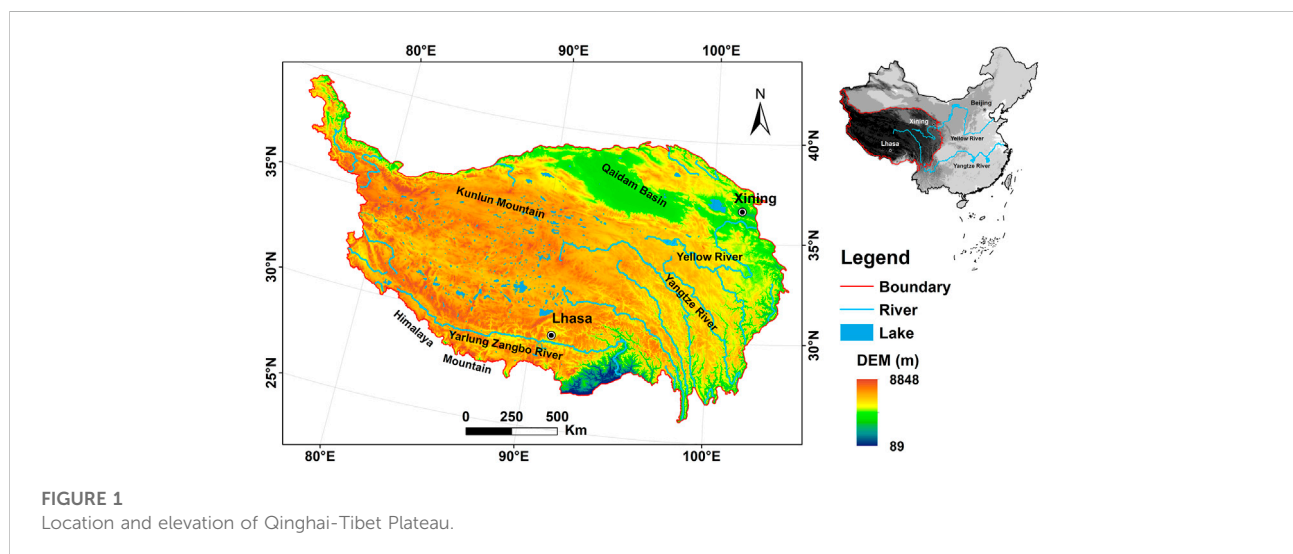 80°E
90°E
100°E
N
40°N
35°N
Qaidam Basin
Xining
Kunlun Mountain
35°N
30°N
Yellow River
Yangtze River
Lhasa
Himalaya Mountain
Yarlung Zangbo River
30°N
25°N
0 250 500
Km
80°E
90°E
100°E
Beijing
Xining
Yellow River
Lhasa
Yangtze River
Legend
Boundary
River
Lake
DEM (m)
8848
89
FIGURE 1
Location and elevation of Qinghai-Tibet Plateau.